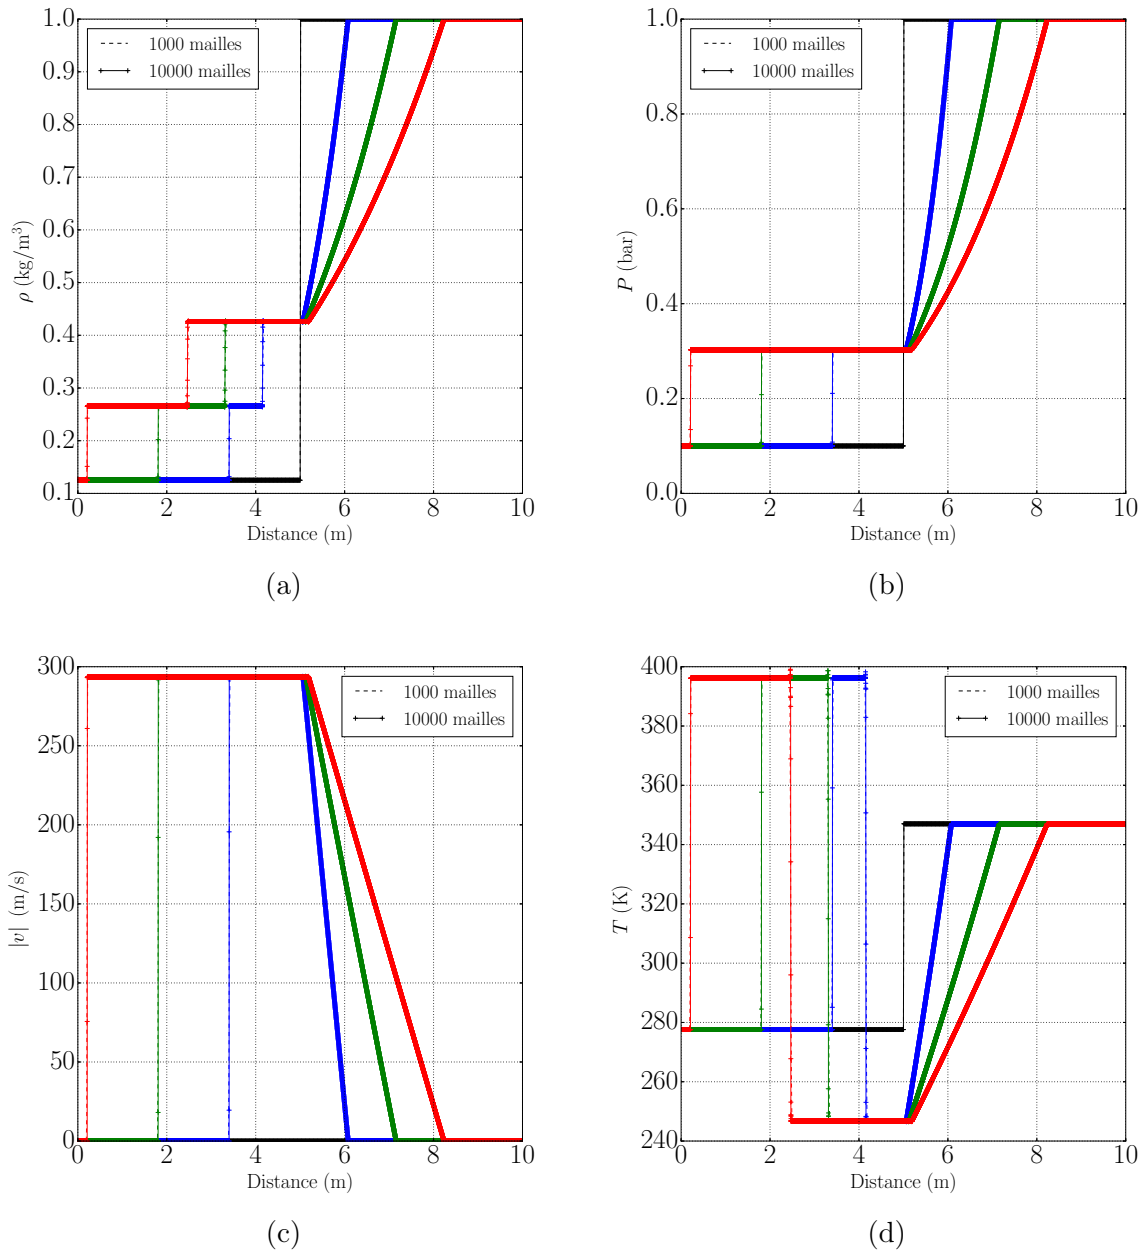 1.0
0.9
0.8
0.7
0.6
0.5
0.4
0.3
0.2
0.1
ρ (kg/m³)
1000 mailles
10000 mailles
0 2 4 6 8 10
Distance (m)
(a)
1.0
0.8
0.6
0.4
0.2
0.0
P (bar)
1000 mailles
10000 mailles
0 2 4 6 8 10
Distance (m)
(b)
300
250
200
150
100
50
0
|v| (m/s)
1000 mailles
10000 mailles
0 2 4 6 8 10
Distance (m)
(c)
400
380
360
340
320
300
280
260
240
T (K)
1000 mailles
10000 mailles
0 2 4 6 8 10
Distance (m)
(d)